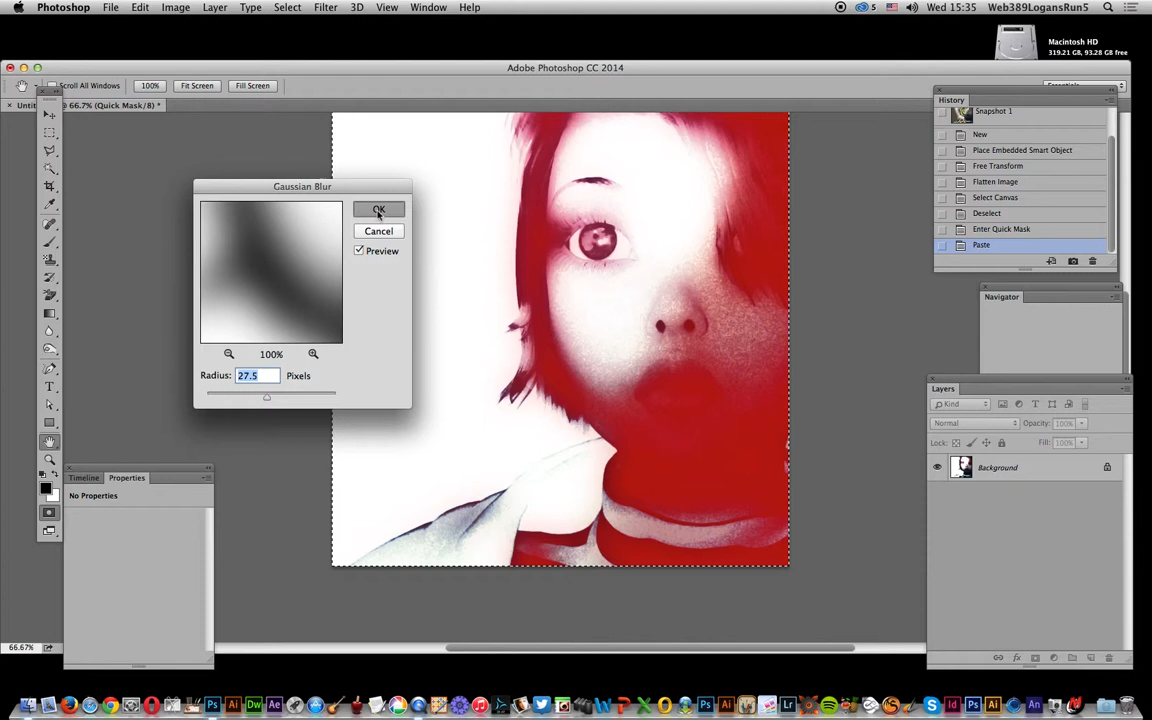 Photoshop File Edit Image Layer Type Select Filter 3D View Window Help
5 Wed 15:35 Web389LogansRun5
Macintosh HD
319.21 GB, 93.28 GB free
Adobe Photoshop CC 2014
Scroll All Windows 100% Fit Screen Fill Screen
Essentials
Unti @ 66.7% (Quick Mask/8) *
History
Snapshot 1
New
Place Embedded Smart Object
Free Transform
Flatten Image
Select Canvas
Deselect
Enter Quick Mask
Paste
Gaussian Blur
OK
Cancel
Preview
100%
Radius: 27.5 Pixels
Navigator
Layers
Kind
Normal Opacity: 100%
Lock: Fill: 100%
Background
Timeline Properties
No Properties
66.67%